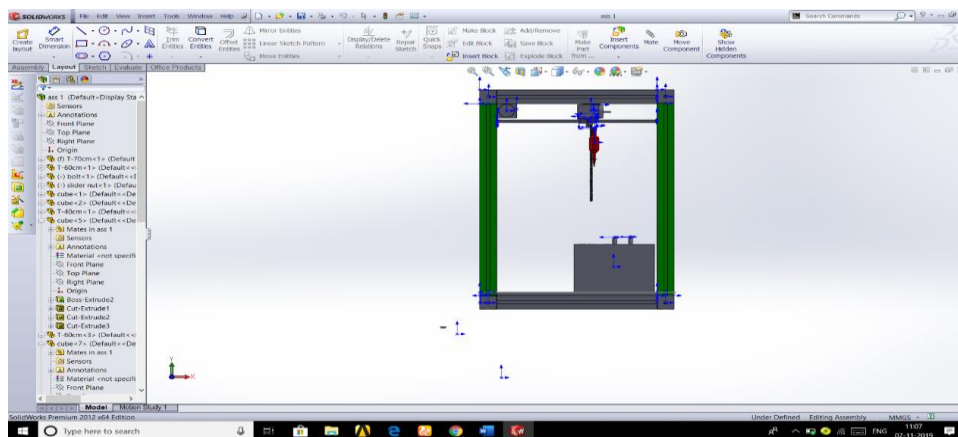 SOLIDWORKS File Edit View Insert Tools Window Help ass 1 Search Commands
Create layout Smart Dimension Trim Entities Convert Entities Offset Entities Mirror Entities Linear Sketch Pattern Move Entities Display/Delete Relations Repair Sketch Quick Snaps Make Block Edit Block Insert Block Add/Remove Save Block Explode Block Make Part from ... Insert Components Mate Move Component Show Hidden Components
Assembly Layout Sketch Evaluate Office Products
ass 1 (Default<Display Sta
Sensors
Annotations
Front Plane
Top Plane
Right Plane
Origin
(f) T-70cm<1> (Default
T-60cm<1> (Default<<
(-) bolt<1> (Default<<
(-) slider nut<1> (Defau
cube<1> (Default<<De
cube<2> (Default<<De
T-40cm<1> (Default<<
cube<5> (Default<<De
Mates in ass 1
Sensors
Annotations
Material <not specifi
Front Plane
Top Plane
Right Plane
Origin
Boss-Extrude2
Cut-Extrude1
Cut-Extrude2
Cut-Extrude3
T-60cm<3> (Default<<
cube<7> (Default<<De
Mates in ass 1
Sensors
Annotations
Material <not specifi
Front Plane
Y
X
Model Motion Study 1
SolidWorks Premium 2012 x64 Edition Under Defined Editing Assembly MMGS
Type here to search ENG 11:07
07-11-2019